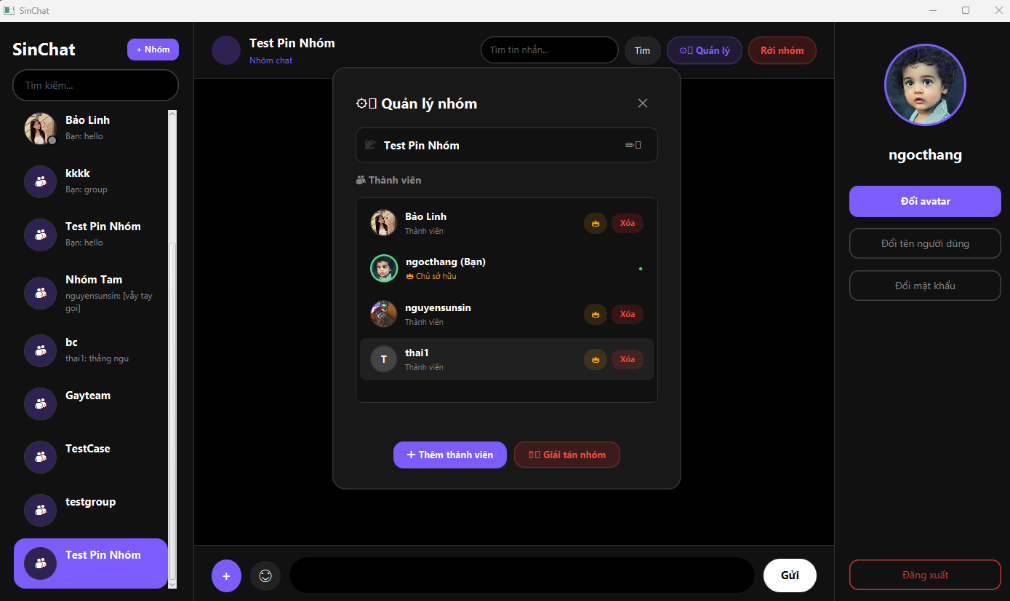 SinChat
SinChat
+ Nhóm
Tìm kiếm...
Bảo Linh
Bạn: hello
kkkk
Bạn: group
Test Pin Nhóm
Bạn: hello
Nhóm Tam
nguyensunsin: [vẫy tay
goi]
bc
thai1: thằng ngu
Gayteam
TestCase
testgroup
Test Pin Nhóm
Test Pin Nhóm
Nhóm chat
Tìm tin nhắn...
Tìm
Quản lý
Rời nhóm
Quản lý nhóm
Test Pin Nhóm
Thành viên
Bảo Linh
Thành viên
Xóa
ngocthang (Bạn)
Chủ sở hữu
nguyensunsin
Thành viên
Xóa
T
thai1
Thành viên
Xóa
+ Thêm thành viên
Giải tán nhóm
+
Gửi
ngocthang
Đổi avatar
Đổi tên người dùng
Đổi mật khẩu
Đăng xuất